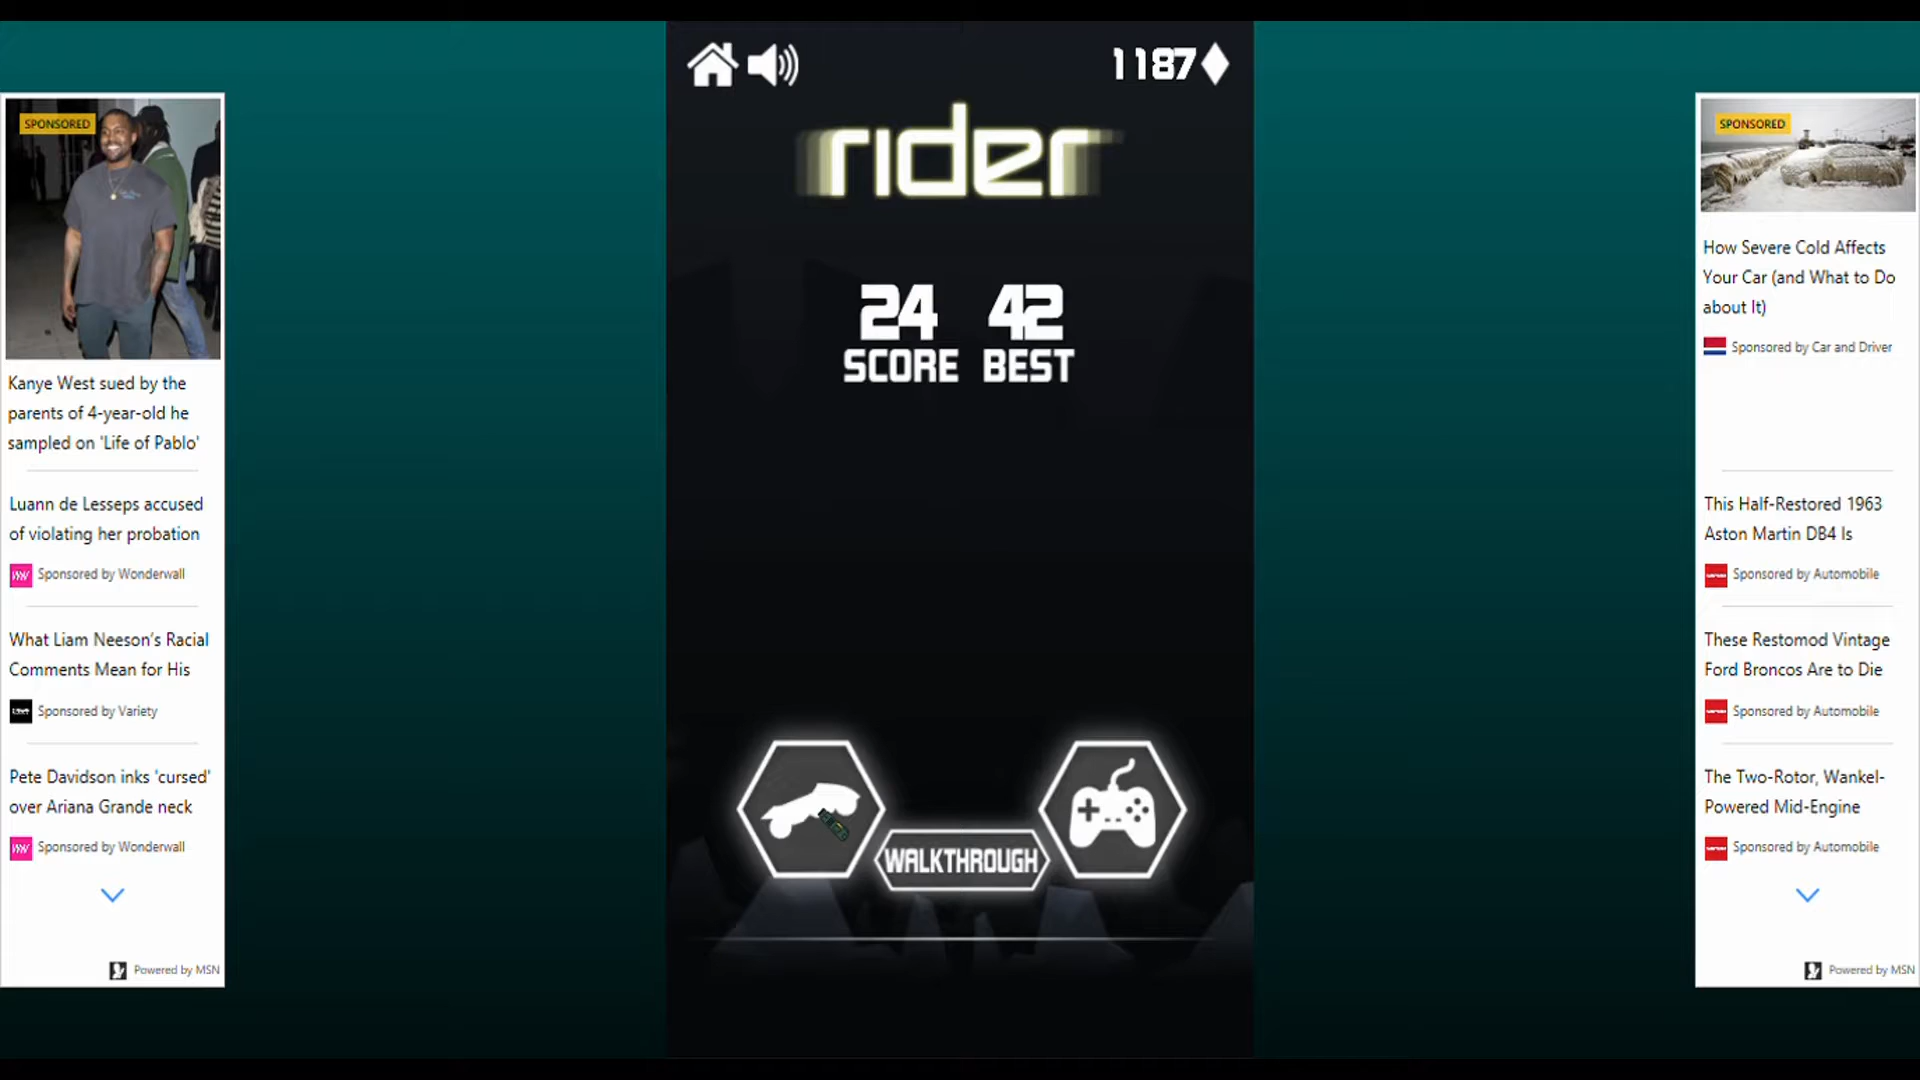 1187
rider
24 42
SCORE BEST
WALKTHROUGH
SPONSORED
Kanye West sued by the
parents of 4-year-old he
sampled on 'Life of Pablo'
Luann de Lesseps accused
of violating her probation
Sponsored by Wonderwall
What Liam Neeson's Racial
Comments Mean for His
Sponsored by Variety
Pete Davidson inks 'cursed'
over Ariana Grande neck
Sponsored by Wonderwall
Powered by MSN
SPONSORED
How Severe Cold Affects
Your Car (and What to Do
about It)
Sponsored by Car and Driver
This Half-Restored 1963
Aston Martin DB4 Is
Sponsored by Automobile
These Restomod Vintage
Ford Broncos Are to Die
Sponsored by Automobile
The Two-Rotor, Wankel-
Powered Mid-Engine
Sponsored by Automobile
Powered by MSN